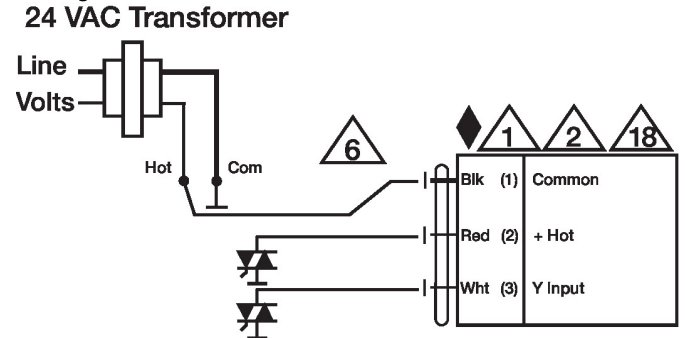 24 VAC Transformer
Line
Volts
Hot
Com
6
1
2
18
Blk (1) Common
Red (2) + Hot
Wht (3) Y Input